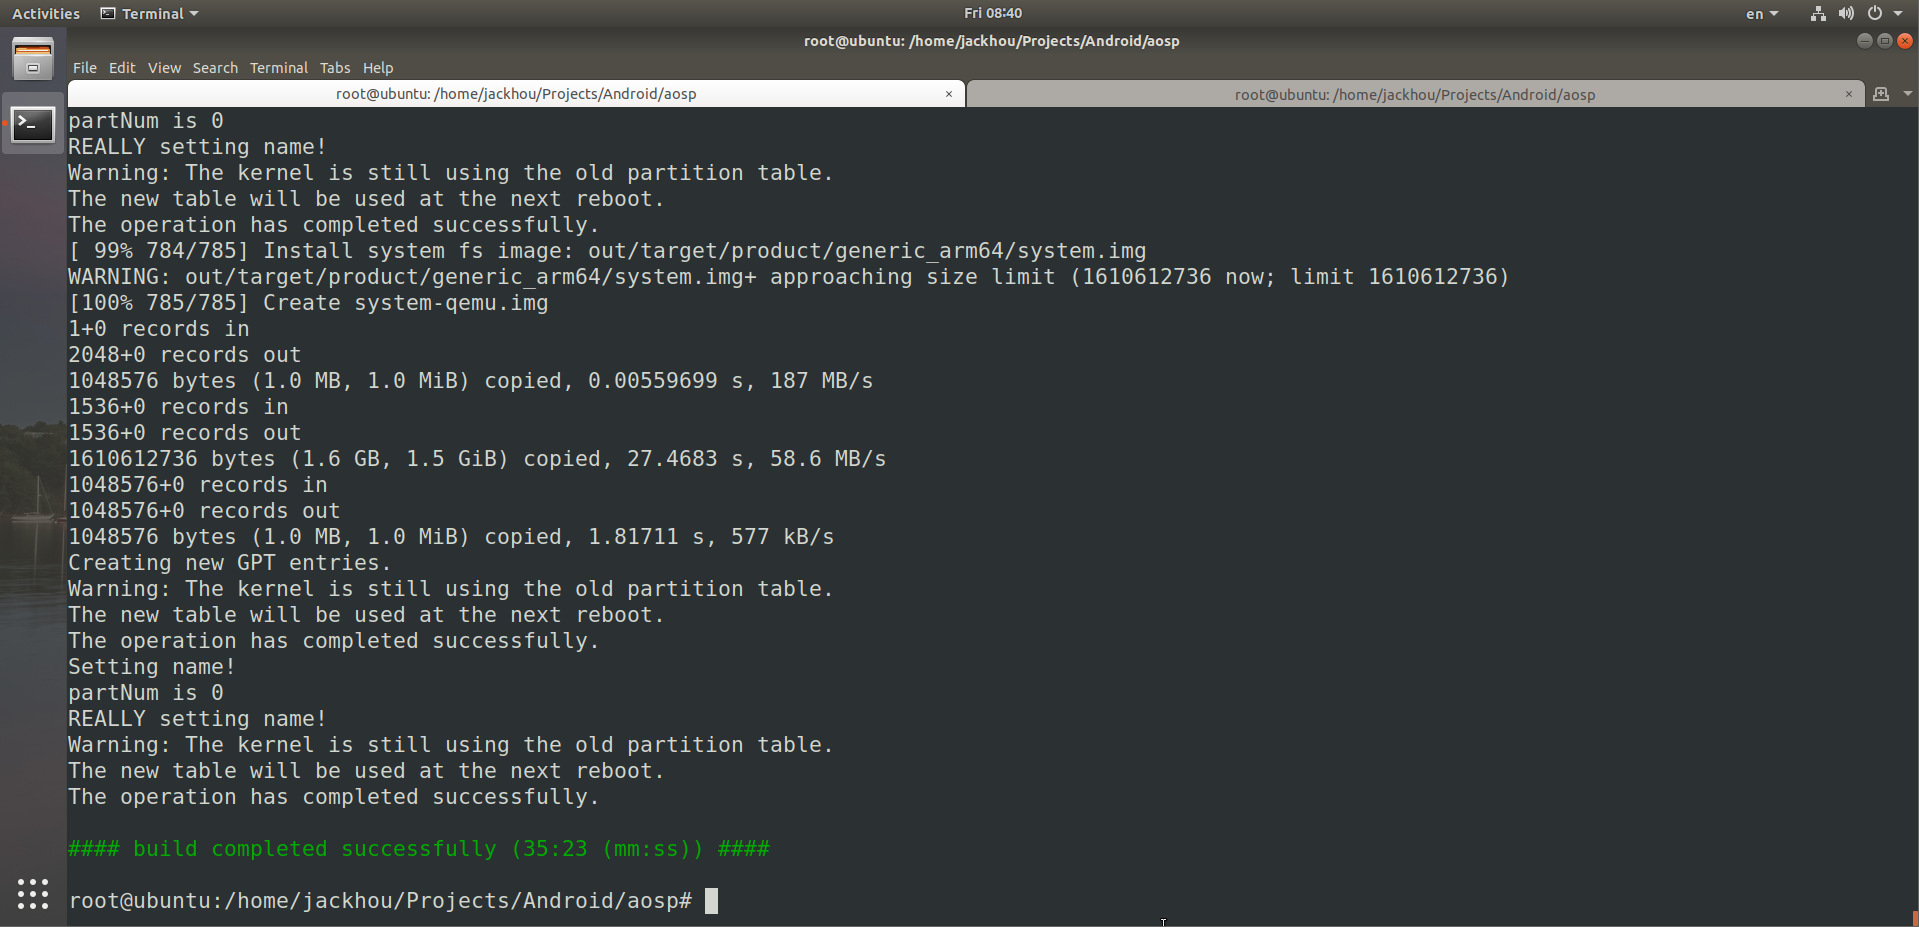 Activities Terminal Fri 08:40 en
root@ubuntu: /home/jackhou/Projects/Android/aosp
File Edit View Search Terminal Tabs Help
root@ubuntu: /home/jackhou/Projects/Android/aosp × root@ubuntu: /home/jackhou/Projects/Android/aosp ×
partNum is 0
REALLY setting name!
Warning: The kernel is still using the old partition table.
The new table will be used at the next reboot.
The operation has completed successfully.
[ 99% 784/785] Install system fs image: out/target/product/generic_arm64/system.img
WARNING: out/target/product/generic_arm64/system.img+ approaching size limit (1610612736 now; limit 1610612736)
[100% 785/785] Create system-qemu.img
1+0 records in
2048+0 records out
1048576 bytes (1.0 MB, 1.0 MiB) copied, 0.00559699 s, 187 MB/s
1536+0 records in
1536+0 records out
1610612736 bytes (1.6 GB, 1.5 GiB) copied, 27.4683 s, 58.6 MB/s
1048576+0 records in
1048576+0 records out
1048576 bytes (1.0 MB, 1.0 MiB) copied, 1.81711 s, 577 kB/s
Creating new GPT entries.
Warning: The kernel is still using the old partition table.
The new table will be used at the next reboot.
The operation has completed successfully.
Setting name!
partNum is 0
REALLY setting name!
Warning: The kernel is still using the old partition table.
The new table will be used at the next reboot.
The operation has completed successfully.
#### build completed successfully (35:23 (mm:ss)) ####
root@ubuntu:/home/jackhou/Projects/Android/aosp#